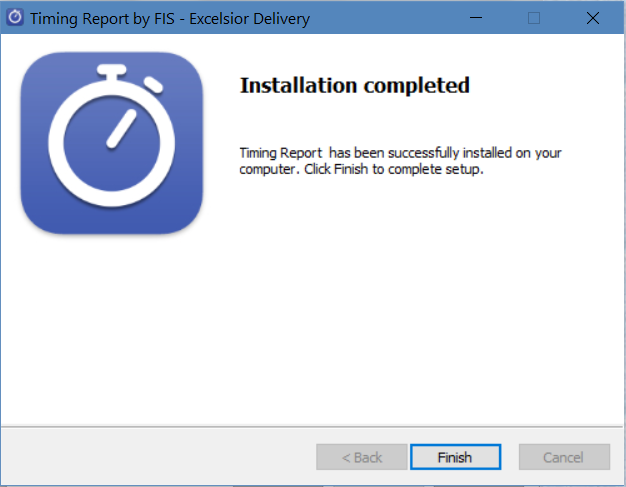 Timing Report by FIS - Excelsior Delivery
Installation completed
Timing Report has been successfully installed on your
computer. Click Finish to complete setup.
< Back
Finish
Cancel